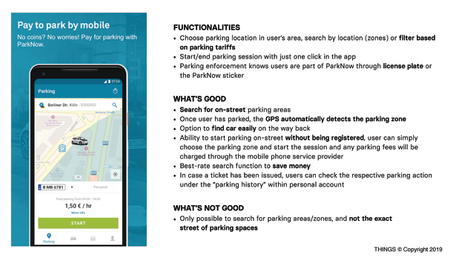 Pay to park by mobile
No coins? No worries! Pay for parking with
ParkNow.
Parking
Berliner Str. Köln
B MB 6781
Personal
1,50 € / hr
More info
START
Parking
FUNCTIONALITIES
• Choose parking location in user's area, search by location (zones) or filter based
on parking tariffs
• Start/end parking session with just one click in the app
• Parking enforcement knows users are part of ParkNow through license plate or
the ParkNow sticker
WHAT'S GOOD
• Search for on-street parking areas
• Once user has parked, the GPS automatically detects the parking zone
• Option to find car easily on the way back
• Ability to start parking on-street without being registered, user can simply
choose the parking zone and start the session and any parking fees will be
charged through the mobile phone service provider
• Best-rate search function to save money
• In case a ticket has been issued, users can check the respective parking action
under the "parking history" within personal account
WHAT'S NOT GOOD
• Only possible to search for parking areas/zones, and not the exact
street of parking spaces
THINGS © Copyright 2019